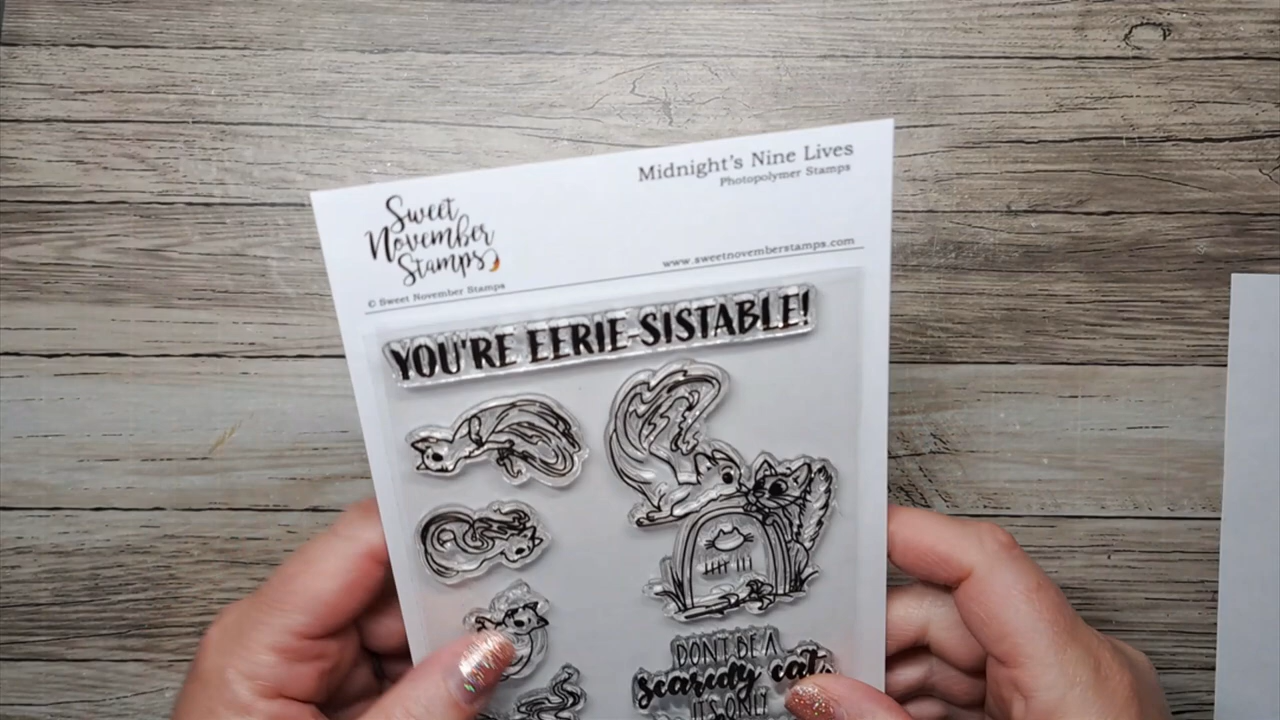 Sweet
November
Stamps
© Sweet November Stamps
Midnight's Nine Lives
Photopolymer Stamps
www.sweetnovemberstamps.com
YOU'RE EERIE-SISTABLE!
DON'T BE A
scaredy cat
IT'S ONLY